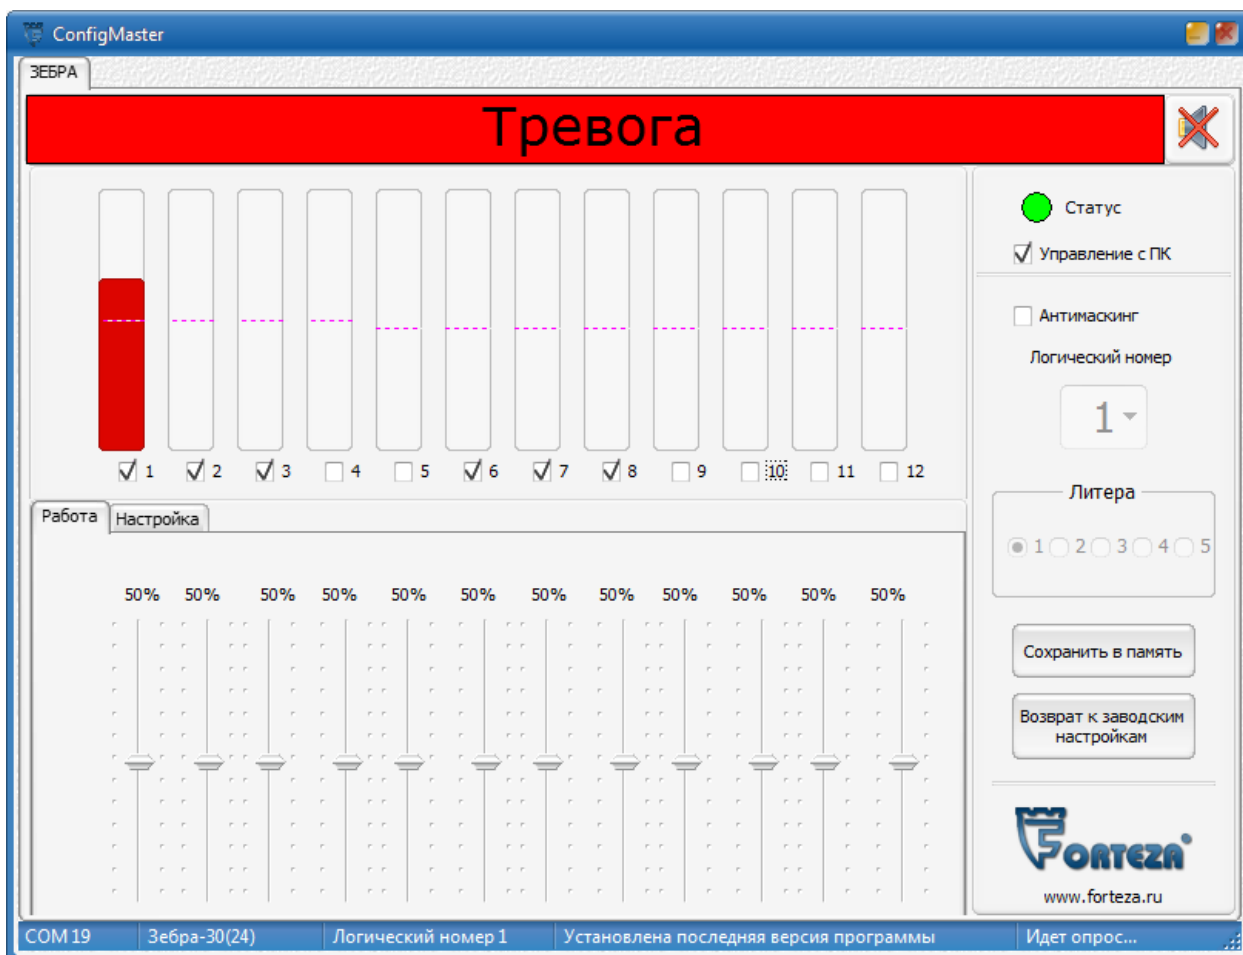 ConfigMaster
ЗЕБРА
Тревога
Статус
Управление с ПК
Антимаскинг
Логический номер
1
1 2 3 4 5 6 7 8 9 10 11 12
Литера
1 2 3 4 5
Работа Настройка
50% 50% 50% 50% 50% 50% 50% 50% 50% 50% 50% 50%
Сохранить в память
Возврат к заводским
настройкам
FORTEZA
www.forteza.ru
COM 19 Зебра-30(24) Логический номер 1 Установлена последняя версия программы Идет опрос...